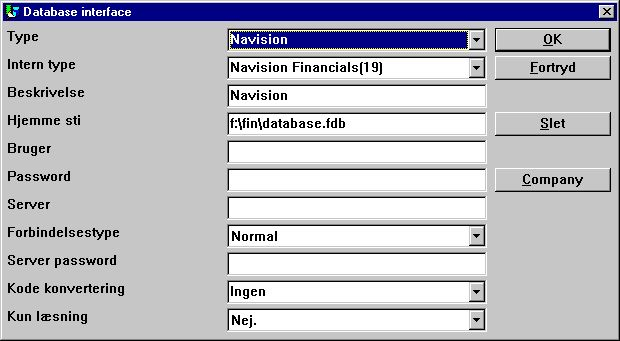 Database interface
Type Navision OK
Intern type Navision Financials(19) Fortryd
Beskrivelse Navision
Hjemme sti f:\fin\database.fdb Slet
Bruger
Password Company
Server
Forbindelsestype Normal
Server password
Kode konvertering Ingen
Kun læsning Nej.